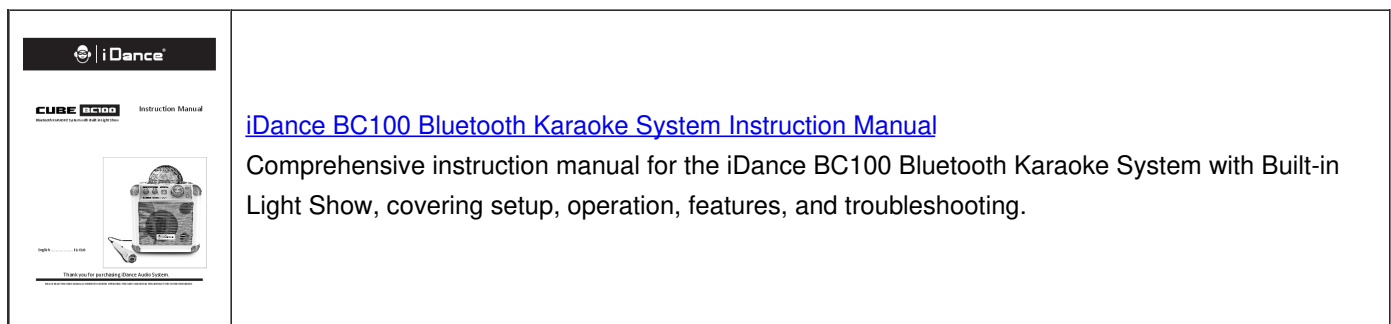 iDance
CUBE BC100 Instruction Manual
English
Thank you for purchasing iDance Audio System.
iDance BC100 Bluetooth Karaoke System Instruction Manual
Comprehensive instruction manual for the iDance BC100 Bluetooth Karaoke System with Built-in
Light Show, covering setup, operation, features, and troubleshooting.